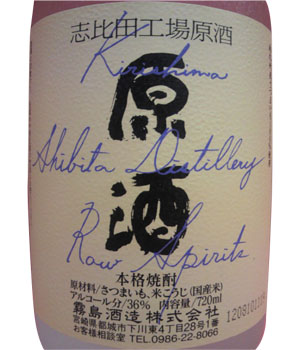 志比田工場原酒
Kirishima
原酒
Shibita Distillery
Raw Spirits
本格焼酎
原材料/さつまいも、米こうじ(国産米)
アルコール分/36% 内容量/720ml
霧島酒造株式会社
宮崎県都城市下川東4丁目28号1番
お客様相談室 TEL.0986-22-8066